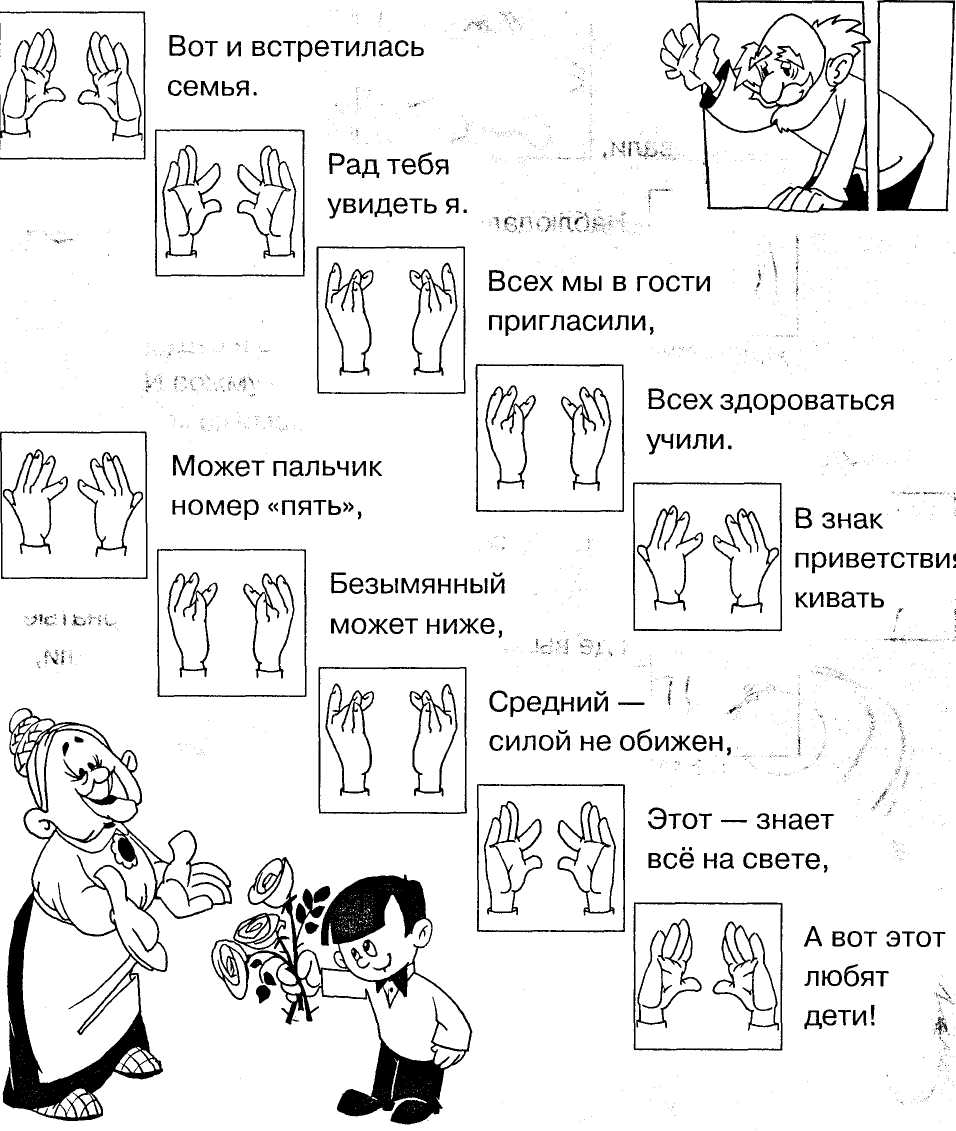 Вот и встретилась
семья.
Рад тебя
увидеть я.
Всех мы в гости
пригласили,
Всех здороваться
учили.
Может пальчик
номер «пять»,
В знак
приветствия
кивать
Безымянный
может ниже,
Средний —
силой не обижен,
Этот — знает
всё на свете,
А вот этот
любят
дети!